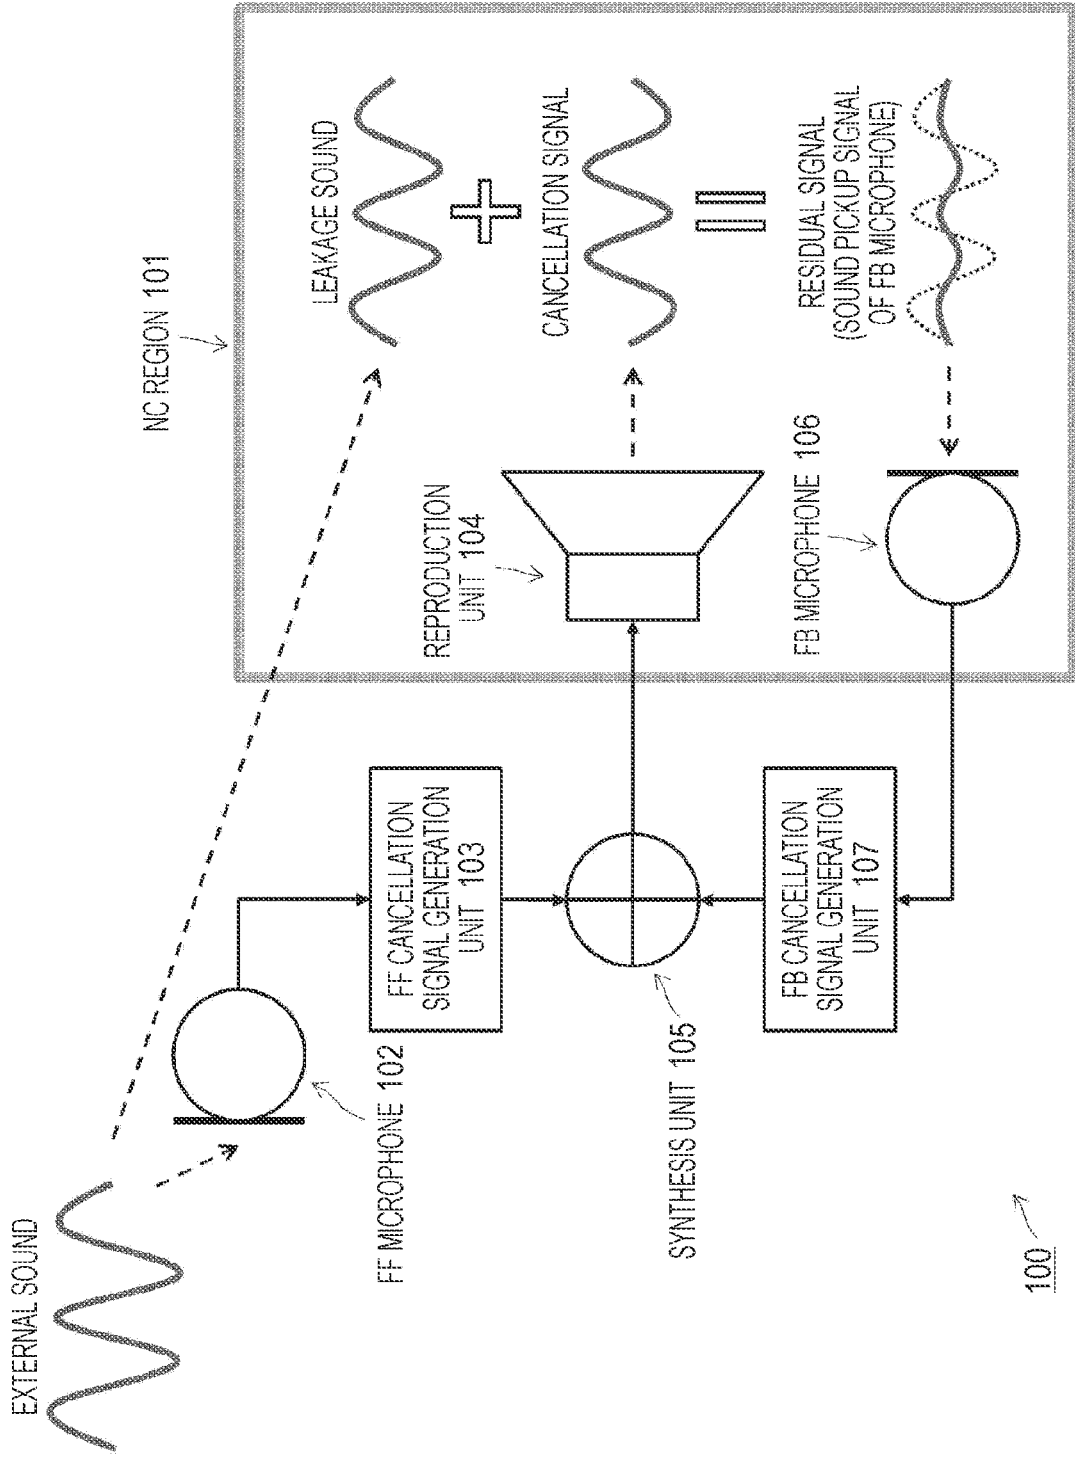 EXTERNAL SOUND
FF MICROPHONE 102
FF CANCELLATION
SIGNAL GENERATION
UNIT 103
SYNTHESIS UNIT 105
FB CANCELLATION
SIGNAL GENERATION
UNIT 107
NC REGION 101
REPRODUCTION
UNIT 104
FB MICROPHONE 106
LEAKAGE SOUND
+
CANCELLATION SIGNAL
=
RESIDUAL SIGNAL
(SOUND PICKUP SIGNAL
OF FB MICROPHONE)
100